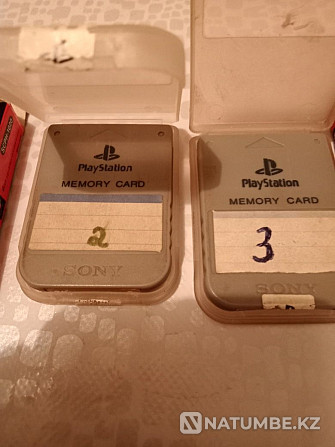 PlayStation
MEMORY CARD
2
SONY
PlayStation
MEMORY CARD
3
SONY
NATUMBE.KZ